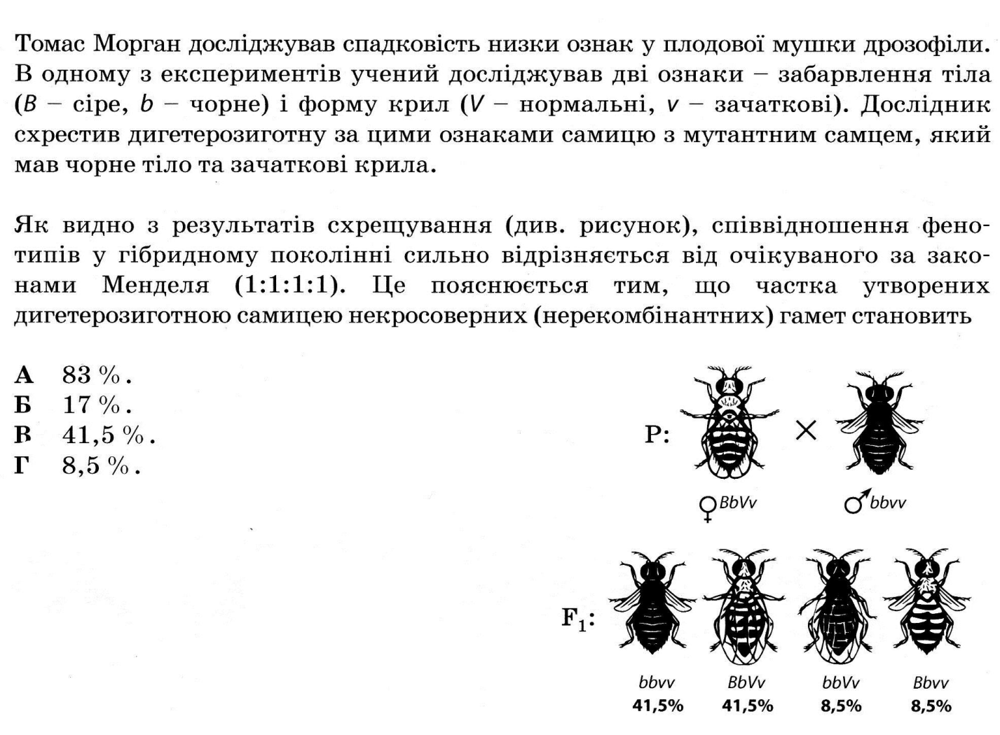 Томас Морган досліджував спадковість низки ознак у плодової мушки дрозофіли.
В одному з експериментів учений досліджував дві ознаки – забарвлення тіла
(B – сіре, b – чорне) і форму крил (V – нормальні, v – зачаткові). Дослідник
схрестив дигетерозиготну за цими ознаками самицю з мутантним самцем, який
мав чорне тіло та зачаткові крила.
Як видно з результатів схрещування (див. рисунок), співвідношення фено-
типів у гібридному поколінні сильно відрізняється від очікуваного за зако-
нами Менделя (1:1:1:1). Це пояснюється тим, що частка утворених
дигетерозиготною самицею некросоверних (нерекомбінантних) гамет становить
А 83 %.
Б 17 %.
В 41,5 %.
Г 8,5 %.
P: ×
♀ BbVv ♂ bbvv
F₁:
bbvv BbVv bbVv Bbvv
41,5% 41,5% 8,5% 8,5%